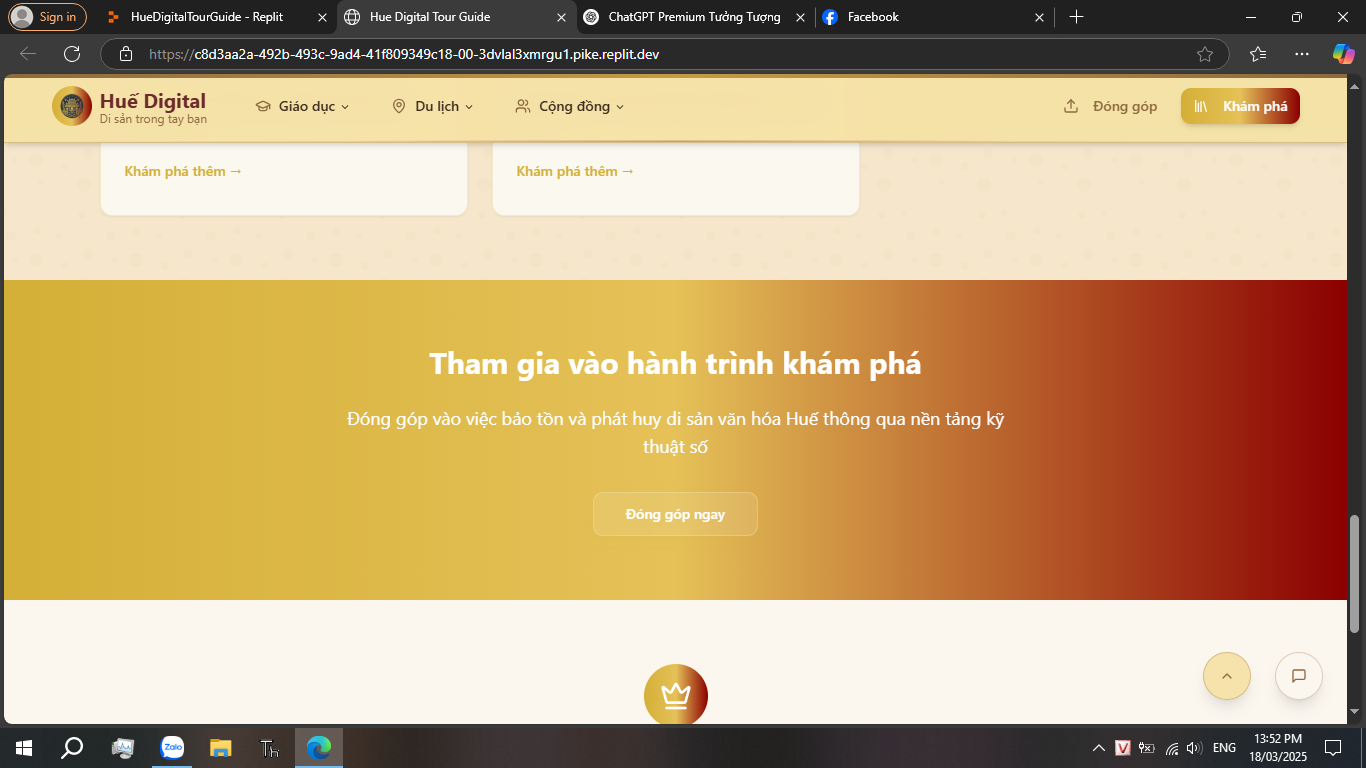 Sign in
HueDigitalTourGuide - Replit
Hue Digital Tour Guide
ChatGPT Premium Tưởng Tượng
Facebook
https://c8d3aa2a-492b-493c-9ad4-41f809349c18-00-3dvlal3xmrgu1.pike.replit.dev
Huế Digital
Di sản trong tay bạn
Giáo dục
Du lịch
Cộng đồng
Đóng góp
Khám phá
Khám phá thêm →
Khám phá thêm →
Tham gia vào hành trình khám phá
Đóng góp vào việc bảo tồn và phát huy di sản văn hóa Huế thông qua nền tảng kỹ
thuật số
Đóng góp ngay
Zalo
Th
V
ENG
13:52 PM
18/03/2025